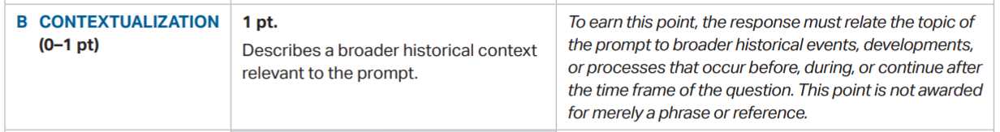 B CONTEXTUALIZATION
(0–1 pt)
1 pt.
Describes a broader historical context
relevant to the prompt.
To earn this point, the response must relate the topic of
the prompt to broader historical events, developments,
or processes that occur before, during, or continue after
the time frame of the question. This point is not awarded
for merely a phrase or reference.